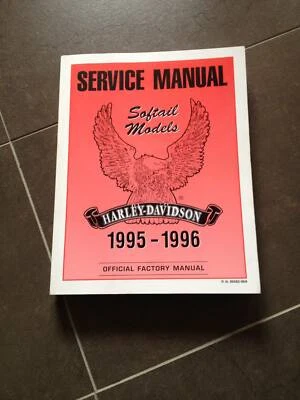 SERVICE MANUAL
Softail
Models
HARLEY-DAVIDSON
1995-1996
OFFICIAL FACTORY MANUAL